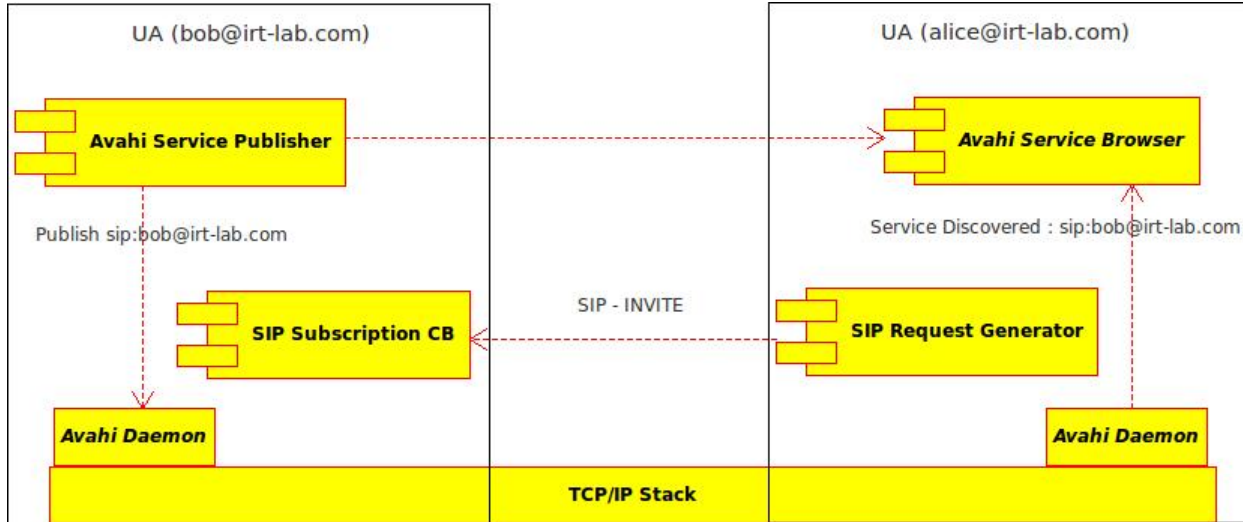 UA (bob@irt-lab.com)
UA (alice@irt-lab.com)
Avahi Service Publisher
Avahi Service Browser
Publish sip:bob@irt-lab.com
Service Discovered : sip:bob@irt-lab.com
SIP - INVITE
SIP Subscription CB
SIP Request Generator
Avahi Daemon
Avahi Daemon
TCP/IP Stack